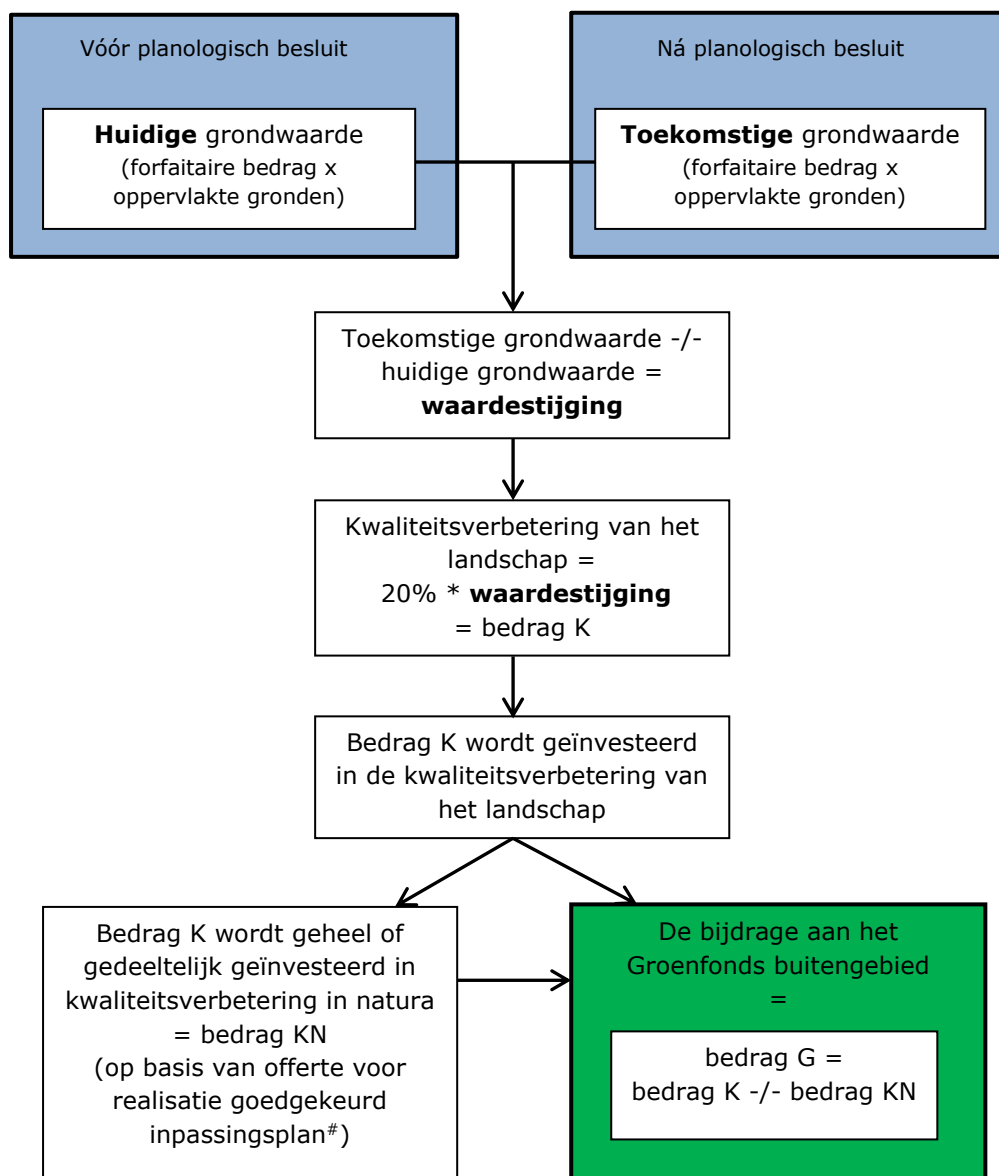 Vóór planologisch besluit
Huidige grondwaarde
(forfaitaire bedrag x
oppervlakte gronden)
Ná planologisch besluit
Toekomstige grondwaarde
(forfaitaire bedrag x
oppervlakte gronden)
Toekomstige grondwaarde -/-
huidige grondwaarde =
waardestijging
Kwaliteitsverbetering van het
landschap =
20% * waardestijging
= bedrag K
Bedrag K wordt geïnvesteerd
in de kwaliteitsverbetering van
het landschap
Bedrag K wordt geheel of
gedeeltelijk geïnvesteerd in
kwaliteitsverbetering in natura
= bedrag KN
(op basis van offerte voor
realisatie goedgekeurd
inpassingsplan#)
De bijdrage aan het
Groenfonds buitengebied
=
bedrag G =
bedrag K -/- bedrag KN